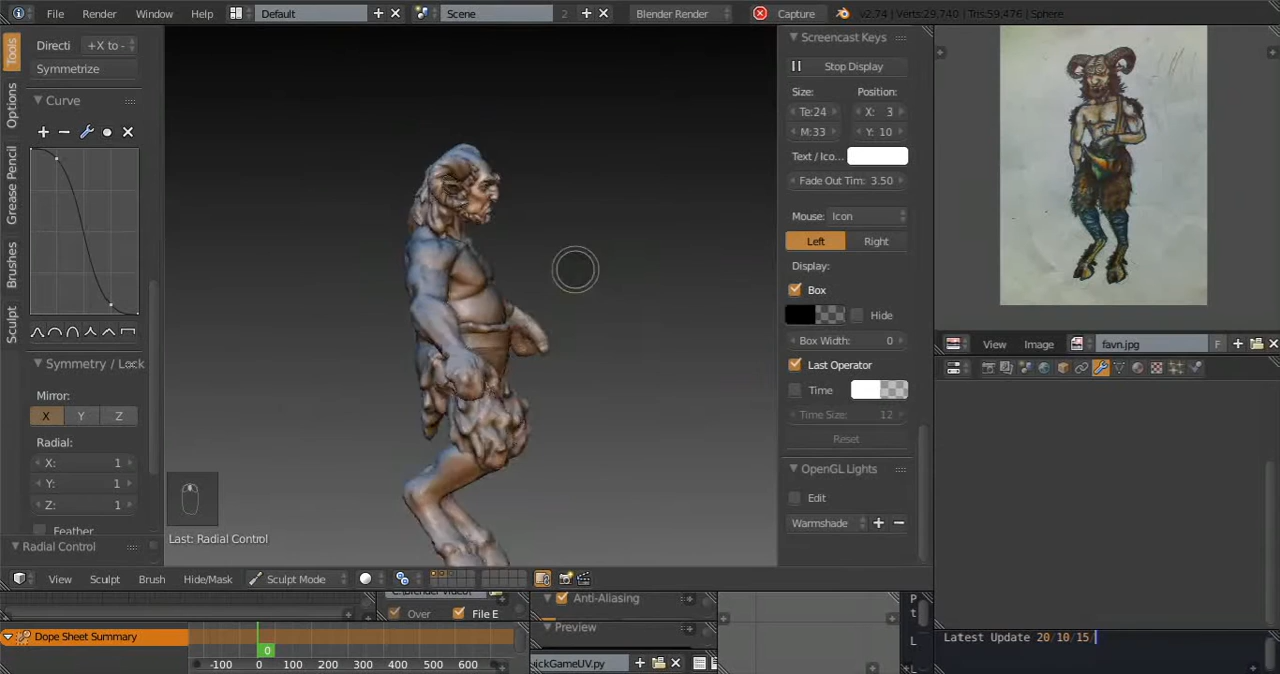 File Render Window Help Default Scene 2 Blender Render Capture v2.74 | Verts:29,740 | Tris:59,476 | Sphere
Tools
Options
Grease Pencil
Brushes
Sculpt
Directi +X to -
Symmetrize
Curve
Symmetry / Lock
Mirror:
X Y Z
Radial:
X: 1
Y: 1
Z: 1
Feather
Radial Control
Last: Radial Control
Screencast Keys
Stop Display
Size: Position:
Te:24 X: 3
M:33 Y: 10
Text / Ico...
Fade Out Tim: 3.50
Mouse: Icon
Left Right
Display:
Box
Hide
Box Width: 0
Last Operator
Time
Time Size: 12
Reset
OpenGL Lights
Edit
Warmshade
View Image favn.jpg F
View Sculpt Brush Hide/Mask Sculpt Mode
Over File E
Anti-Aliasing
Preview
Dope Sheet Summary
0
-100 0 100 200 300 400 500 600
uickGameUV.py
P
t
L
Latest Update 20/10/15/